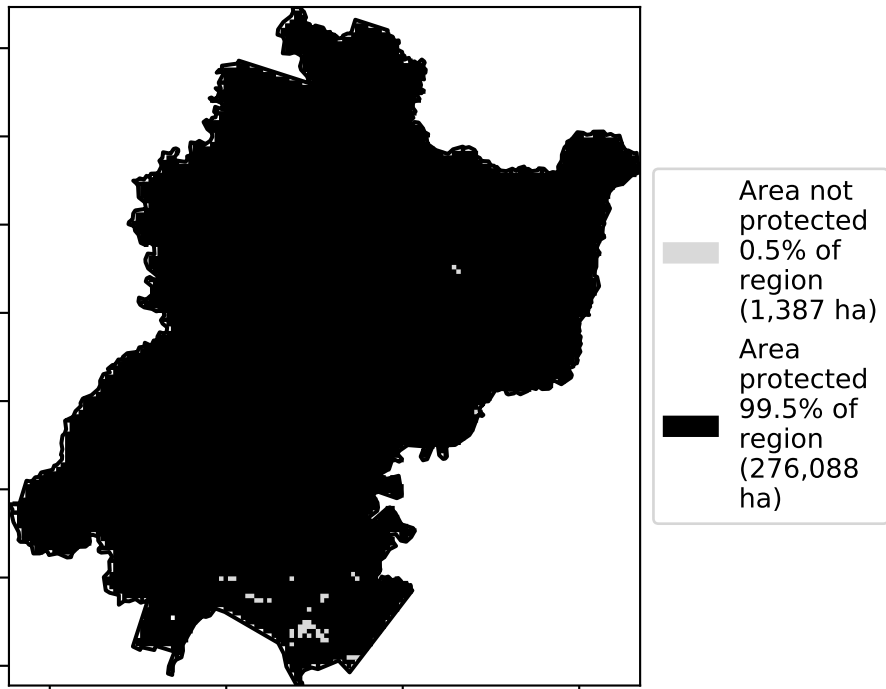 Area not
protected
0.5% of
region
(1,387 ha)
Area
protected
99.5% of
region
(276,088
ha)